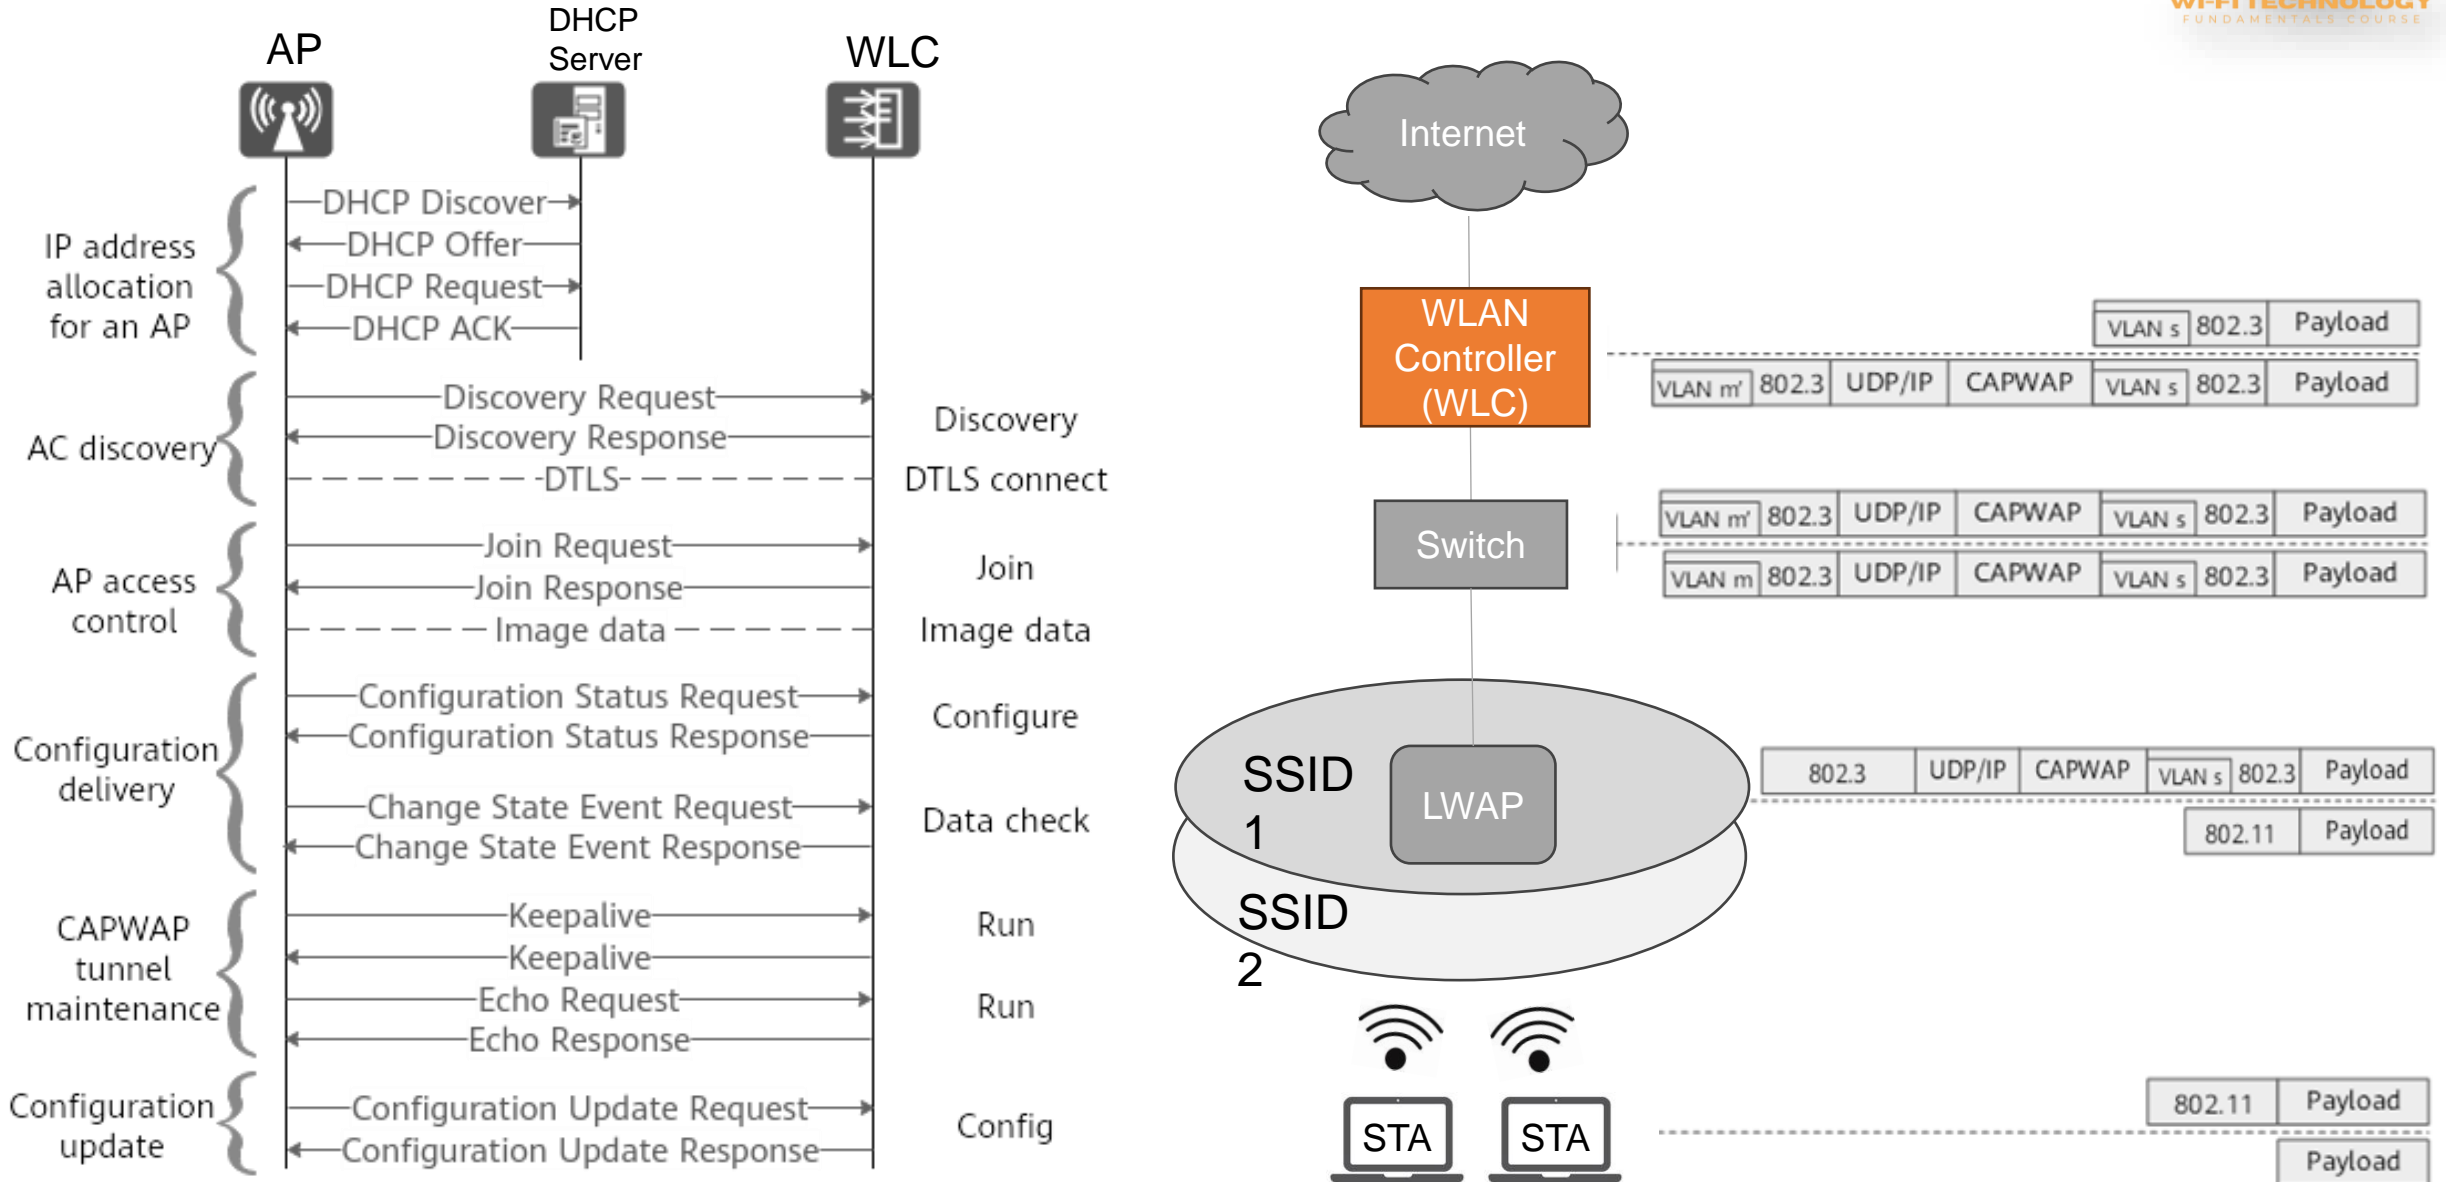 WI-FI TECHNOLOGY
FUNDAMENTALS COURSE
AP
DHCP
Server
WLC
IP address
allocation
for an AP
DHCP Discover
DHCP Offer
DHCP Request
DHCP ACK
AC discovery
Discovery Request
Discovery Response
DTLS
Discovery
DTLS connect
AP access
control
Join Request
Join Response
Image data
Join
Image data
Configuration
delivery
Configuration Status Request
Configuration Status Response
Change State Event Request
Change State Event Response
Configure
Data check
CAPWAP
tunnel
maintenance
Keepalive
Keepalive
Echo Request
Echo Response
Run
Run
Configuration
update
Configuration Update Request
Configuration Update Response
Config
Internet
WLAN
Controller
(WLC)
VLAN s 802.3 Payload
VLAN m' 802.3 UDP/IP CAPWAP VLAN s 802.3 Payload
Switch
VLAN m' 802.3 UDP/IP CAPWAP VLAN s 802.3 Payload
VLAN m 802.3 UDP/IP CAPWAP VLAN s 802.3 Payload
SSID
1
LWAP
SSID
2
802.3 UDP/IP CAPWAP VLAN s 802.3 Payload
802.11 Payload
STA
STA
802.11 Payload
Payload